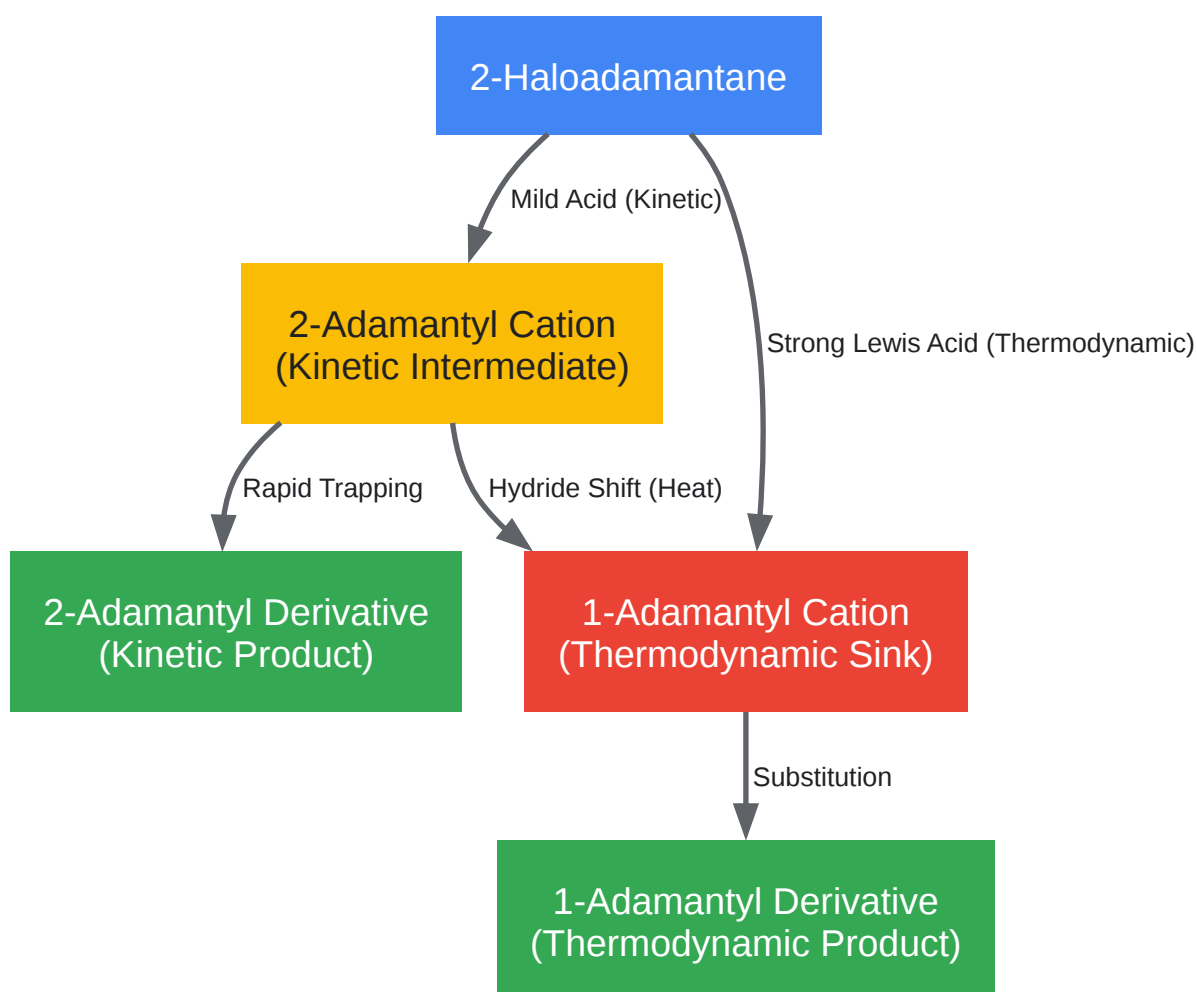 2-Haloadamantane
Mild Acid (Kinetic)
2-Adamantyl Cation
(Kinetic Intermediate)
Strong Lewis Acid (Thermodynamic)
Rapid Trapping
Hydride Shift (Heat)
2-Adamantyl Derivative
(Kinetic Product)
1-Adamantyl Cation
(Thermodynamic Sink)
Substitution
1-Adamantyl Derivative
(Thermodynamic Product)